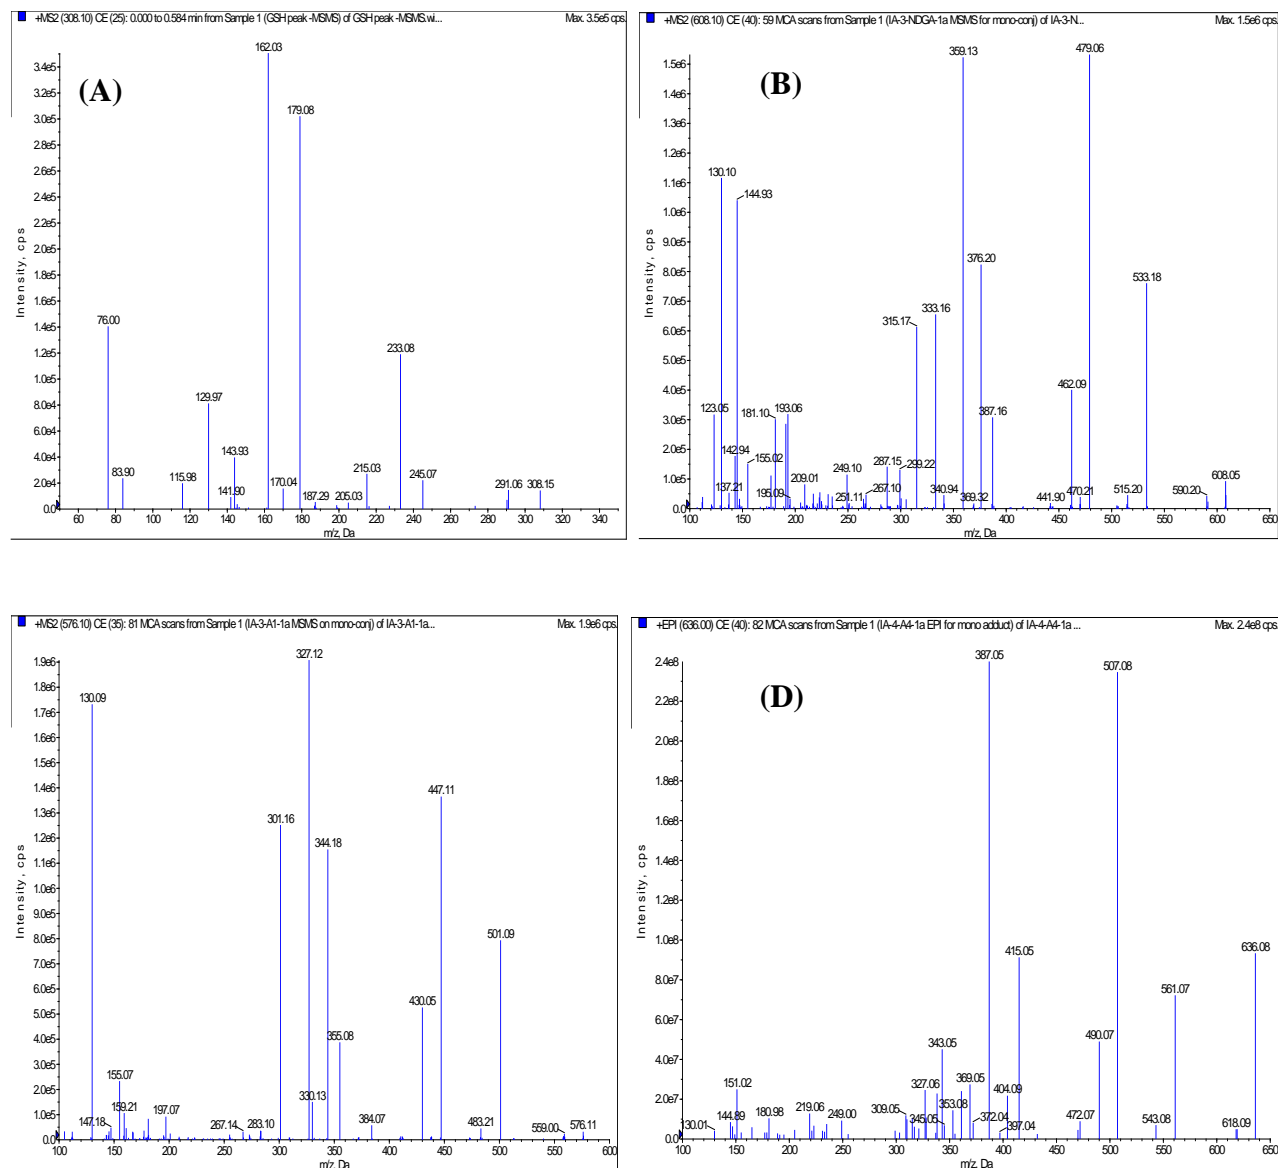 +MS2 (308.10) CE (25): 0.000 to 0.584 min from Sample 1 (GSH peak -MSMS) of GSH peak -MSMS.wi... Max. 3.5e5 cps.
(A)
162.03
179.08
76.00
233.08
129.97
143.93
83.90
115.98
141.90
170.04
187.29
205.03
215.03
245.07
291.06
308.15
3.4e5
3.2e5
3.0e5
2.8e5
2.6e5
2.4e5
2.2e5
2.0e5
1.8e5
1.6e5
1.4e5
1.2e5
1.0e5
8.0e4
6.0e4
4.0e4
2.0e4
0.0
Intensity, cps
60 80 100 120 140 160 180 200 220 240 260 280 300 320 340
m/z, Da
+MS2 (608.10) CE (40): 59 MCA scans from Sample 1 (IA-3-NDGA-1a MSMS for mono-conj) of IA-3-N... Max. 1.5e6 cps.
(B)
359.13
479.06
130.10
144.93
376.20
533.18
315.17
333.16
462.09
387.16
123.05
181.10
193.06
142.94
155.02
137.21
195.09
209.01
249.10
251.11
267.10
287.15
299.22
340.94
369.32
441.90
470.21
515.20
590.20
608.05
1.5e6
1.4e6
1.3e6
1.2e6
1.1e6
1.0e6
9.0e5
8.0e5
7.0e5
6.0e5
5.0e5
4.0e5
3.0e5
2.0e5
1.0e5
0.0
Intensity, cps
100 150 200 250 300 350 400 450 500 550 600 650
m/z, Da
+MS2 (576.10) CE (35): 81 MCA scans from Sample 1 (IA-3-A1-1a MSMS on mono-conj) of IA-3-A1-1a... Max. 1.9e6 cps.
327.12
130.09
301.16
344.18
447.11
501.09
430.05
355.08
155.07
159.21
147.18
197.07
267.14
283.10
330.13
384.07
483.21
559.00
576.11
1.9e6
1.8e6
1.7e6
1.6e6
1.5e6
1.4e6
1.3e6
1.2e6
1.1e6
1.0e6
9.0e5
8.0e5
7.0e5
6.0e5
5.0e5
4.0e5
3.0e5
2.0e5
1.0e5
0.0
Intensity, cps
100 150 200 250 300 350 400 450 500 550 600
m/z, Da
+EPI (636.00) CE (40): 82 MCA scans from Sample 1 (IA-4-A4-1a EPI for mono adduct) of IA-4-A4-1a ... Max. 2.4e8 cps.
(D)
387.05
507.08
415.05
636.08
561.07
490.07
343.05
151.02
327.06
369.05
404.09
130.01
144.89
180.98
219.06
249.00
309.05
345.05
353.08
372.04
397.04
472.07
543.08
618.09
2.4e8
2.2e8
2.0e8
1.8e8
1.6e8
1.4e8
1.2e8
1.0e8
8.0e7
6.0e7
4.0e7
2.0e7
0.0
Intensity, cps
100 150 200 250 300 350 400 450 500 550 600 650
m/z, Da